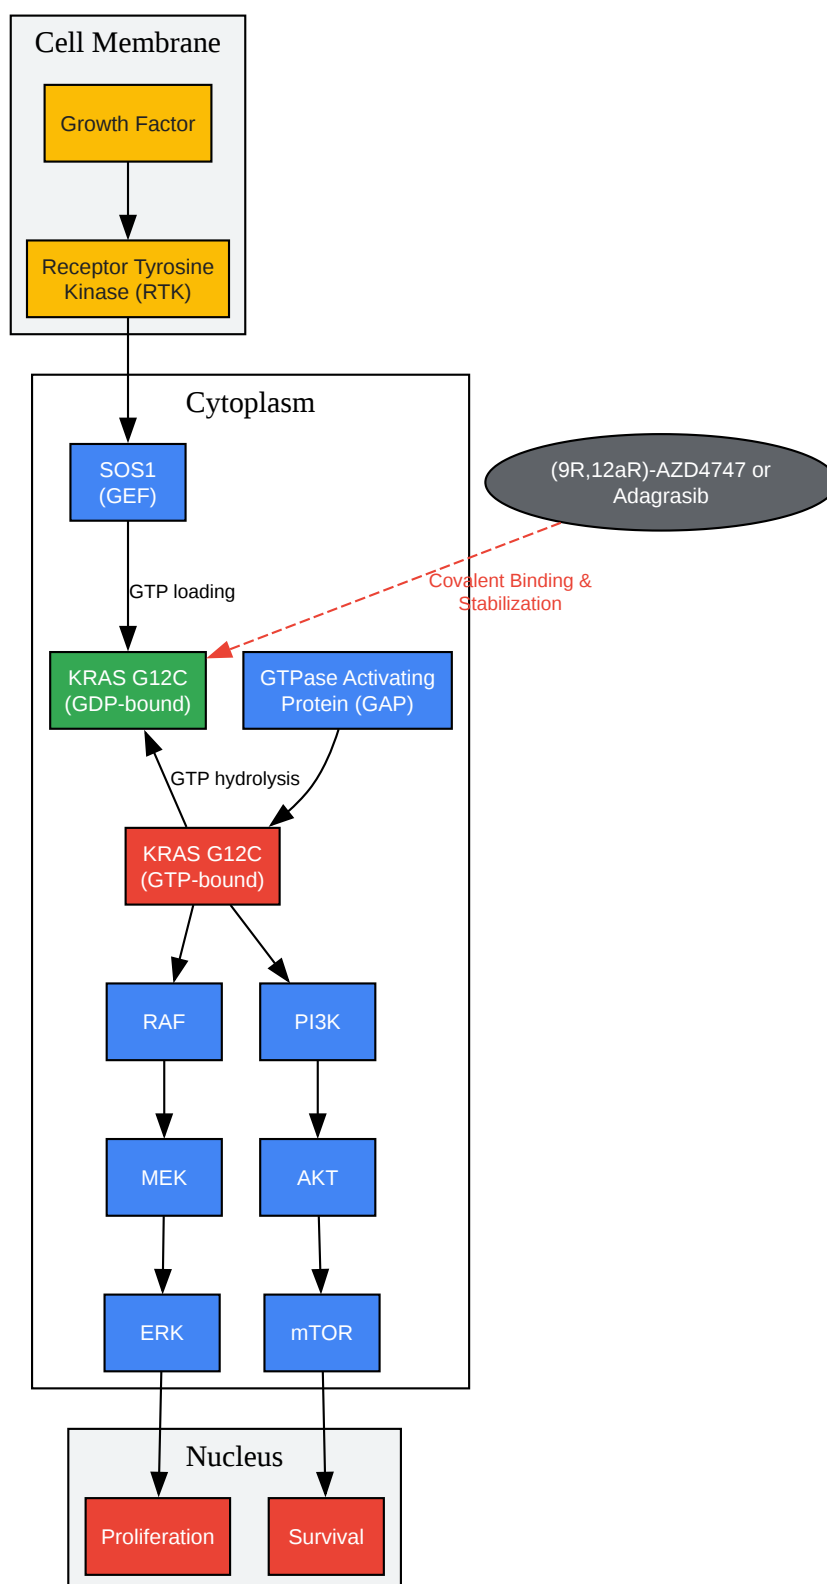 Cell Membrane
Growth Factor
Receptor Tyrosine
Kinase (RTK)
Cytoplasm
SOS1
(GEF)
(9R,12aR)-AZD4747 or
Adagrasib
GTP loading
Covalent Binding &
Stabilization
KRAS G12C
(GDP-bound)
GTPase Activating
Protein (GAP)
GTP hydrolysis
KRAS G12C
(GTP-bound)
RAF
PI3K
MEK
AKT
ERK
mTOR
Nucleus
Proliferation
Survival